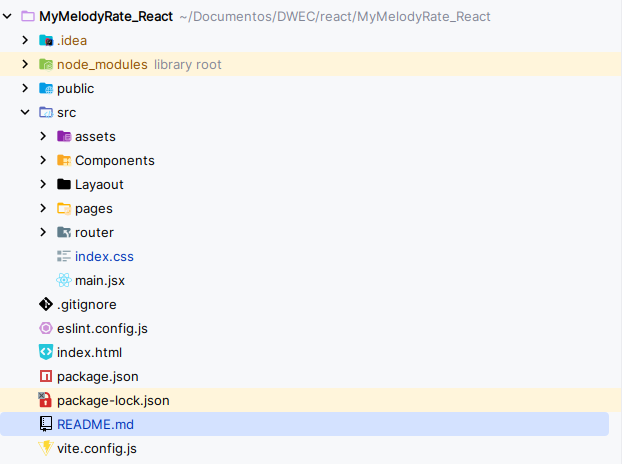 MyMelodyRate_React ~/Documentos/DWEC/react/MyMelodyRate_React
.idea
node_modules library root
public
src
assets
Components
Layaout
pages
router
index.css
main.jsx
.gitignore
eslint.config.js
index.html
package.json
package-lock.json
README.md
vite.config.js